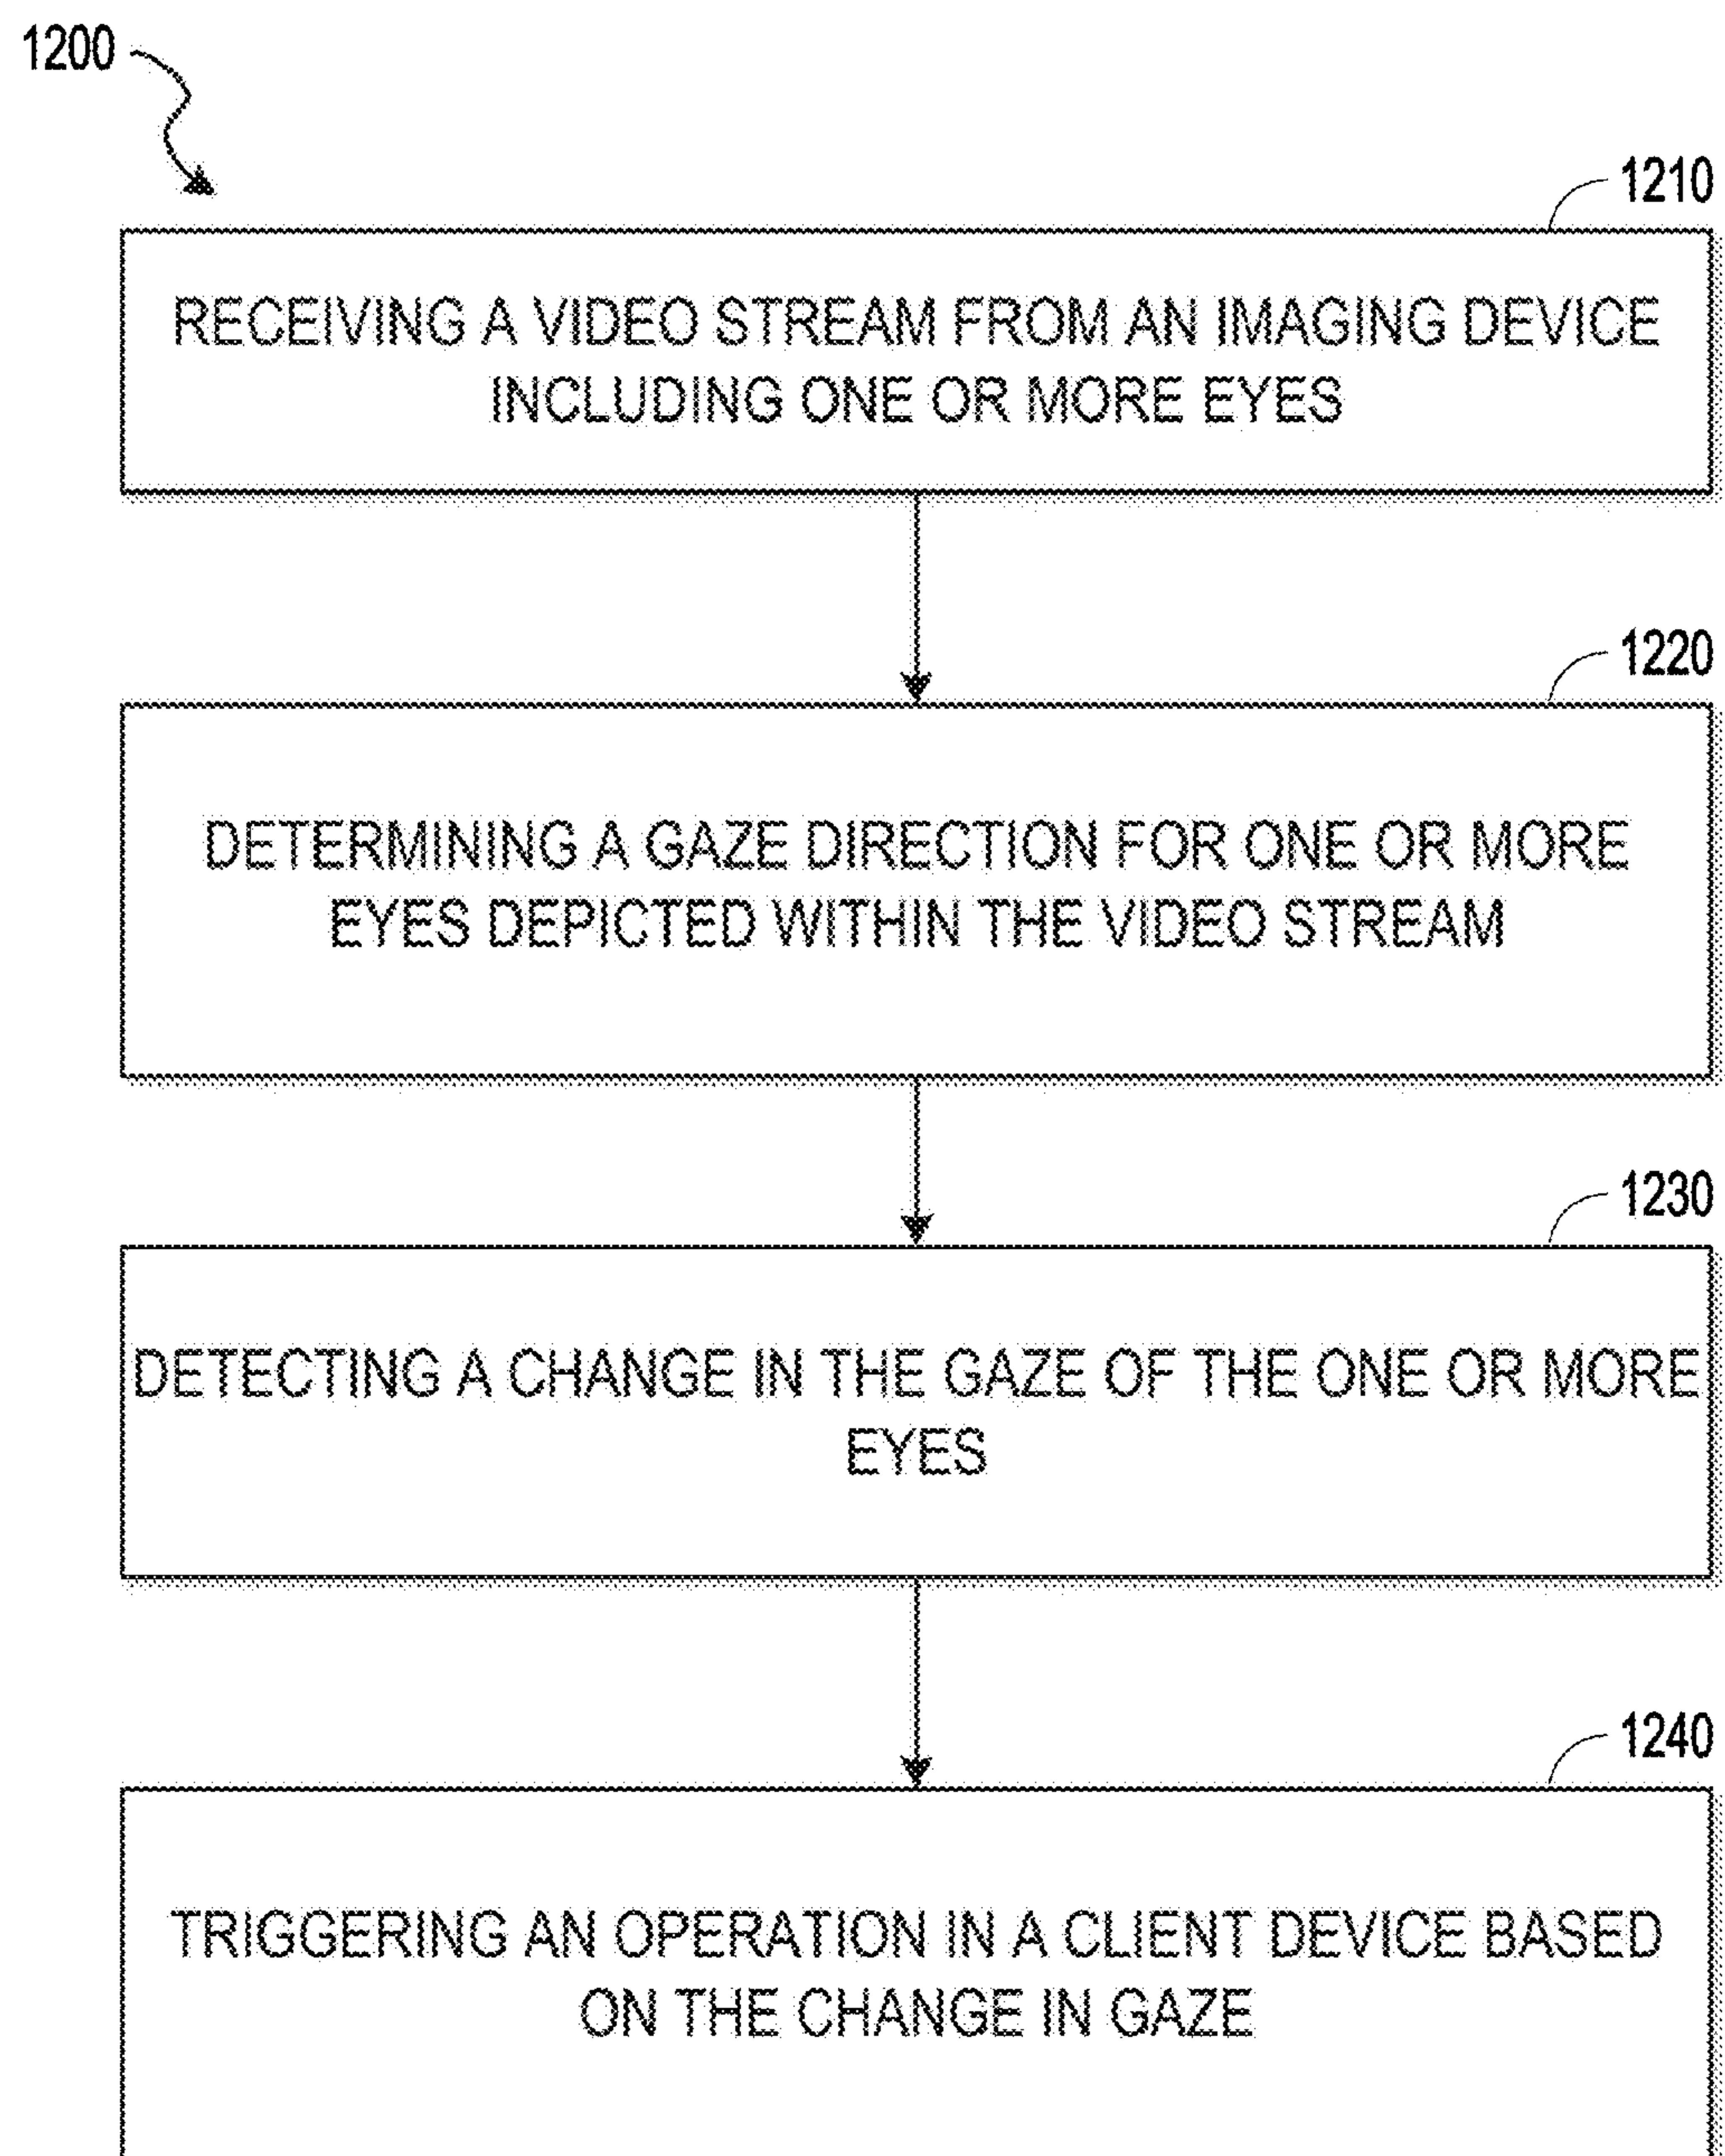 1200
1210
RECEIVING A VIDEO STREAM FROM AN IMAGING DEVICE
INCLUDING ONE OR MORE EYES
1220
DETERMINING A GAZE DIRECTION FOR ONE OR MORE
EYES DEPICTED WITHIN THE VIDEO STREAM
1230
DETECTING A CHANGE IN THE GAZE OF THE ONE OR MORE
EYES
1240
TRIGGERING AN OPERATION IN A CLIENT DEVICE BASED
ON THE CHANGE IN GAZE